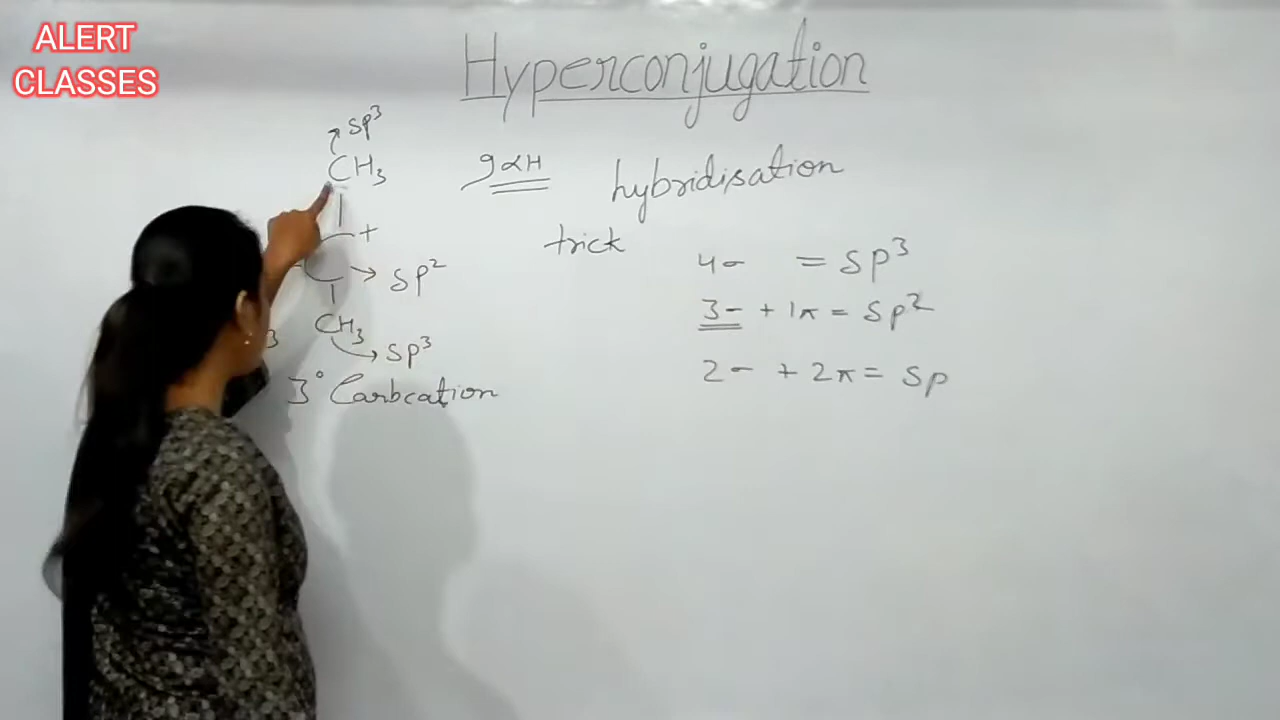 ALERT
CLASSES
Hyperconjugation
sp³
CH₃
9αH
hybridisation
+
trick
C → sp²
CH₃
3
sp³
3° Carbcation
4σ = sp³
3σ + 1π = sp²
2σ + 2π = sp